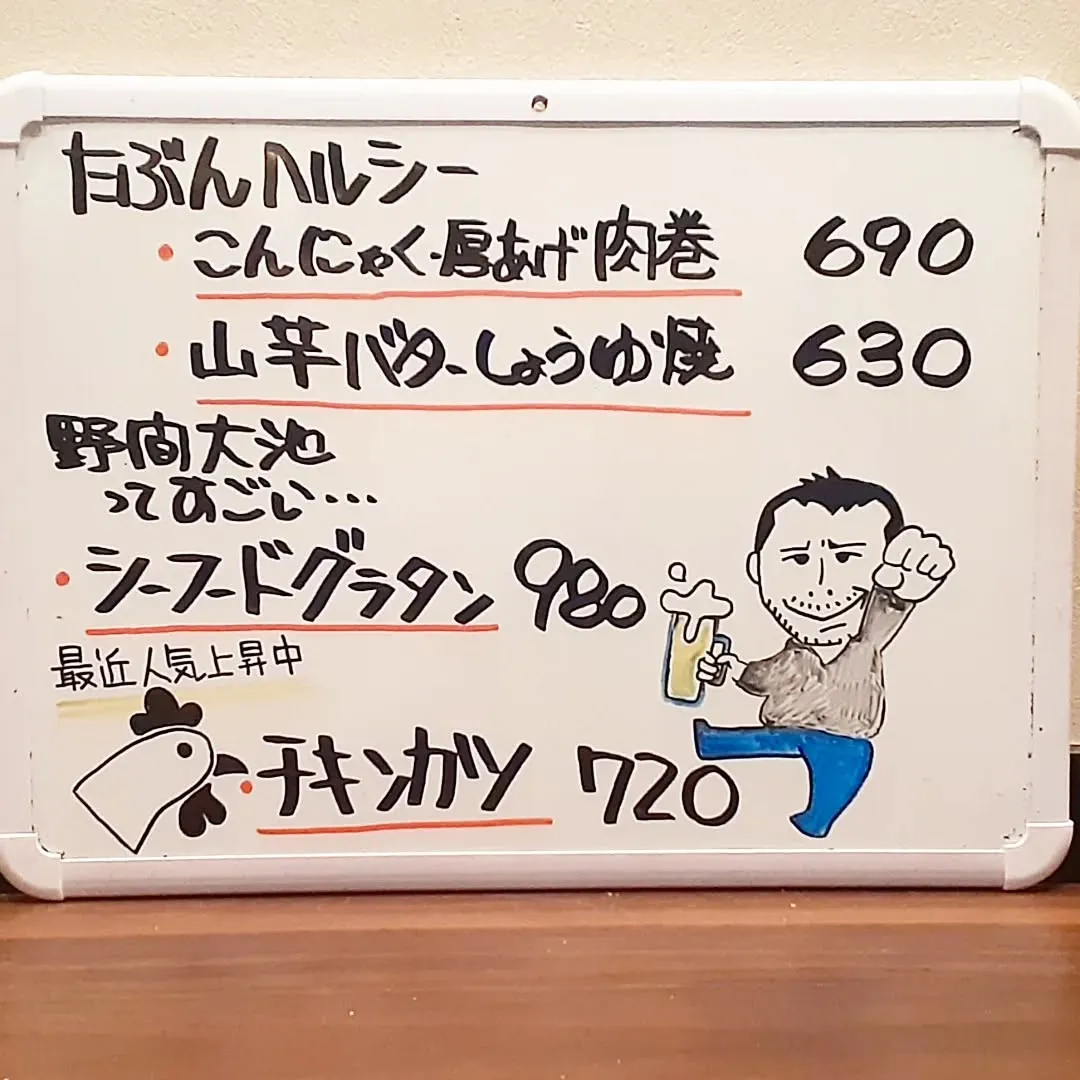 たぶんヘルシー
・こんにゃく・厚あげ肉巻 690
・山芋バターしょうゆ焼 630
野間大池
ってすごい…
・シーフードグラタン 980
最近人気上昇中
・チキンカツ 720